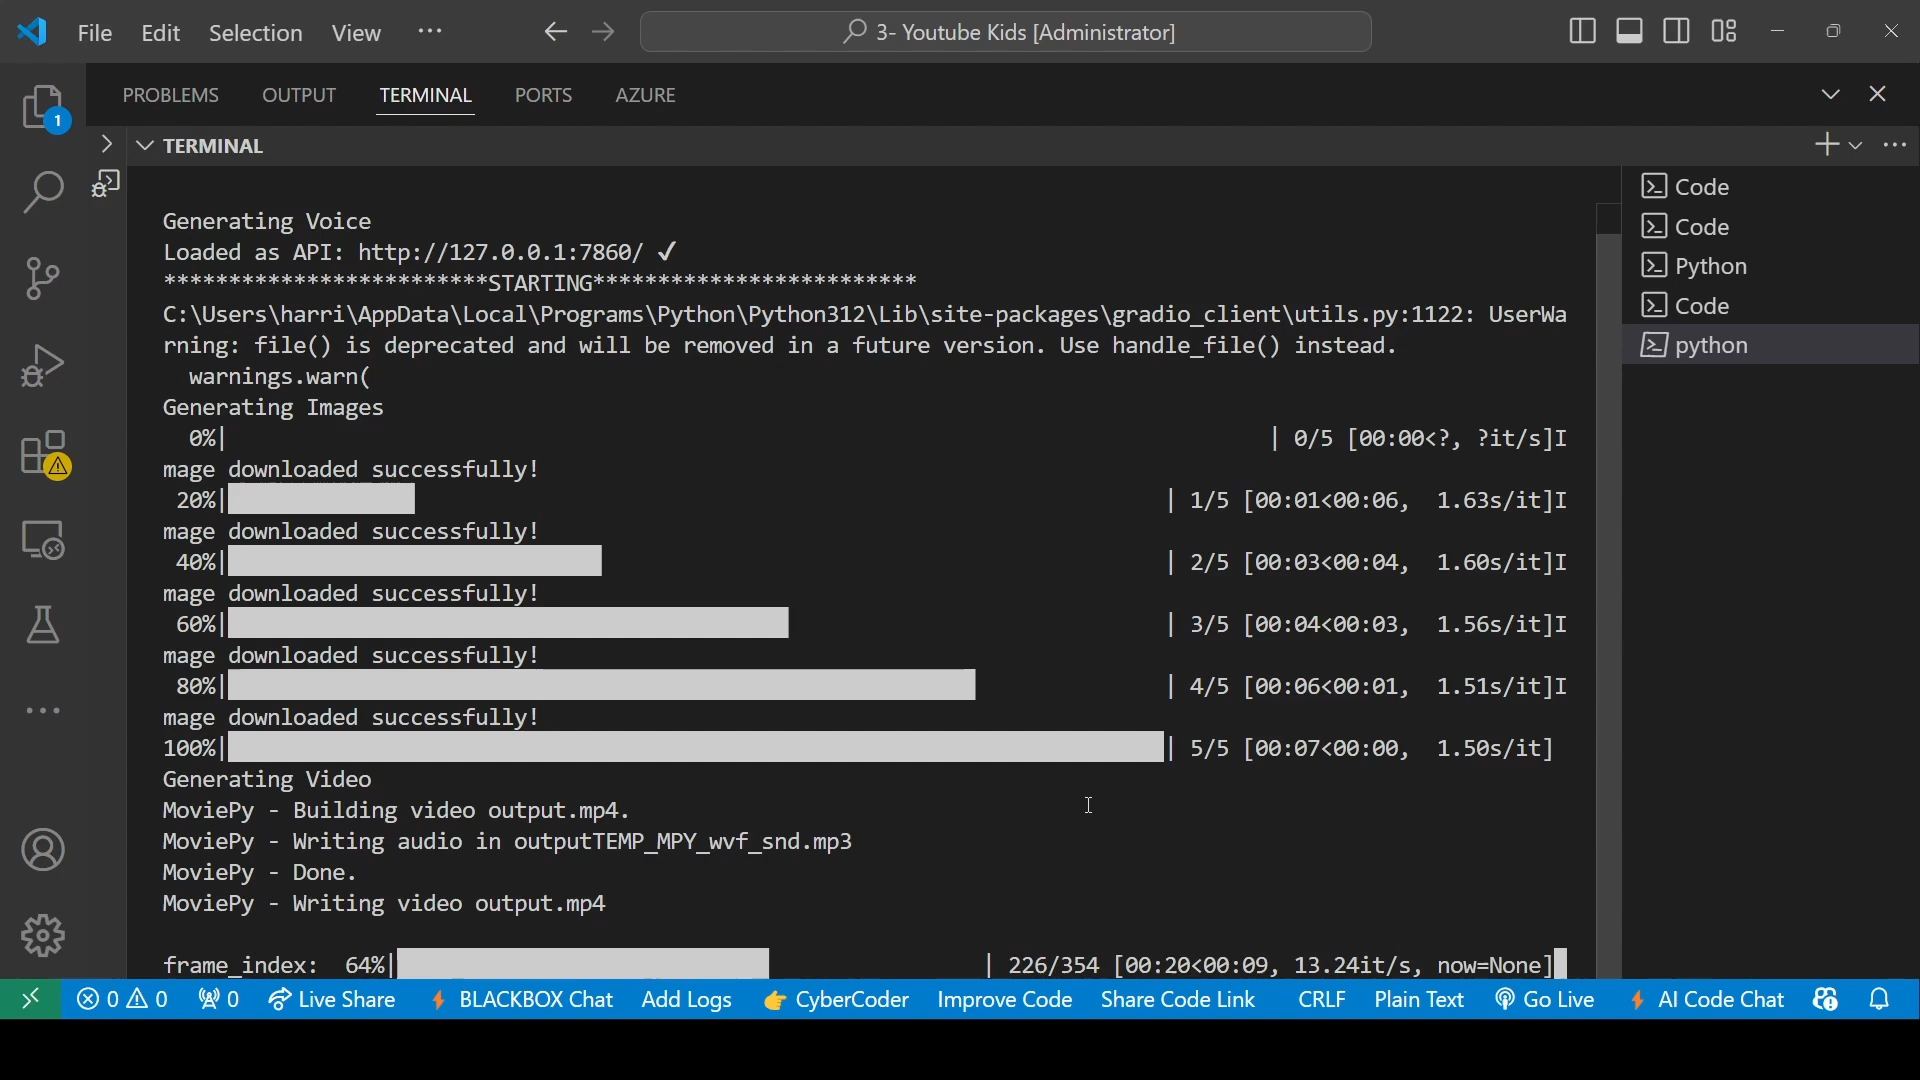 File Edit Selection View ··· 3- Youtube Kids [Administrator]
PROBLEMS OUTPUT TERMINAL PORTS AZURE
1
TERMINAL
Code
Code
Python
Code
python
Generating Voice
Loaded as API: http://127.0.0.1:7860/ ✓
*************************STARTING*************************
C:\Users\harri\AppData\Local\Programs\Python\Python312\Lib\site-packages\gradio_client\utils.py:1122: UserWa
rning: file() is deprecated and will be removed in a future version. Use handle_file() instead.
warnings.warn(
Generating Images
0%| | 0/5 [00:00<?, ?it/s]I
mage downloaded successfully!
20%| | 1/5 [00:01<00:06, 1.63s/it]I
mage downloaded successfully!
40%| | 2/5 [00:03<00:04, 1.60s/it]I
mage downloaded successfully!
60%| | 3/5 [00:04<00:03, 1.56s/it]I
mage downloaded successfully!
80%| | 4/5 [00:06<00:01, 1.51s/it]I
mage downloaded successfully!
100%| | 5/5 [00:07<00:00, 1.50s/it]
Generating Video
MoviePy - Building video output.mp4.
MoviePy - Writing audio in outputTEMP_MPY_wvf_snd.mp3
MoviePy - Done.
MoviePy - Writing video output.mp4
frame_index: 64%| | 226/354 [00:20<00:09, 13.24it/s, now=None]
0 0 0 Live Share BLACKBOX Chat Add Logs 👉 CyberCoder Improve Code Share Code Link CRLF Plain Text Go Live AI Code Chat